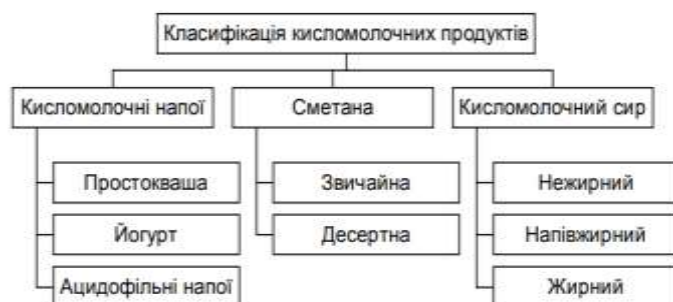 Класифікація кисломолочних продуктів
Кисломолочні напої
Сметана
Кисломолочний сир
Простокваша
Звичайна
Нежирний
Йогурт
Десертна
Напівжирний
Ацидофільні напої
Жирний